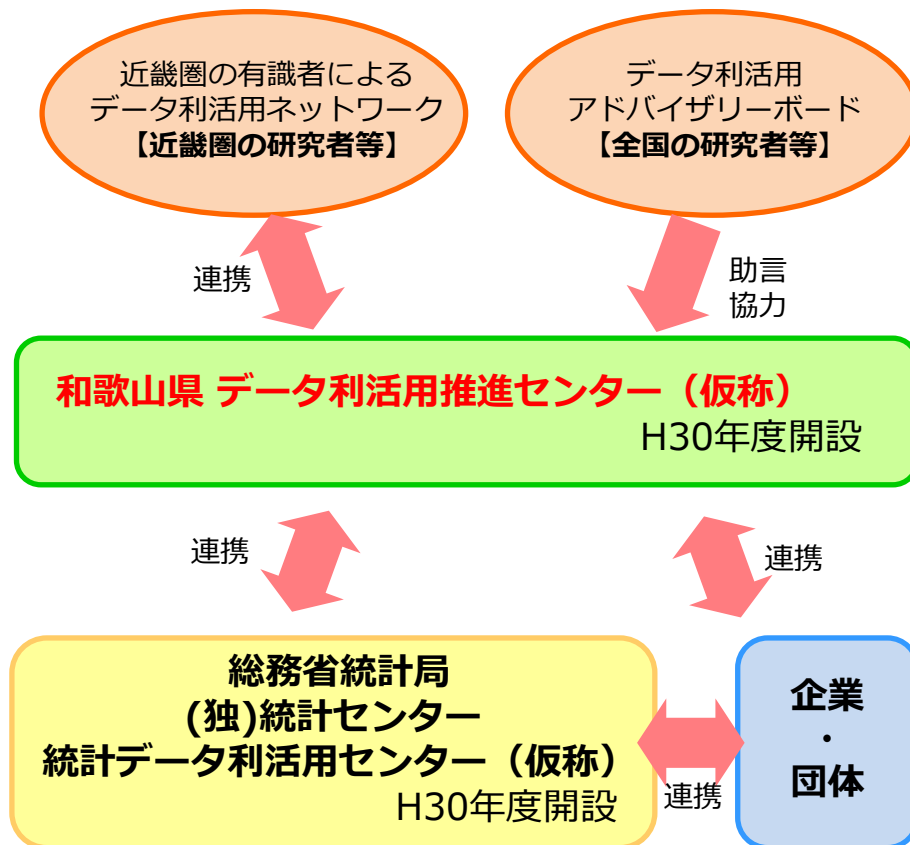 近畿圏の有識者による
データ利活用ネットワーク
【近畿圏の研究者等】
データ利活用
アドバイザリーボード
【全国の研究者等】
連携
助言
協力
和歌山県 データ利活用推進センター（仮称）
H30年度開設
連携
連携
総務省統計局
(独)統計センター
統計データ利活用センター（仮称）
H30年度開設
連携
企業
・
団体